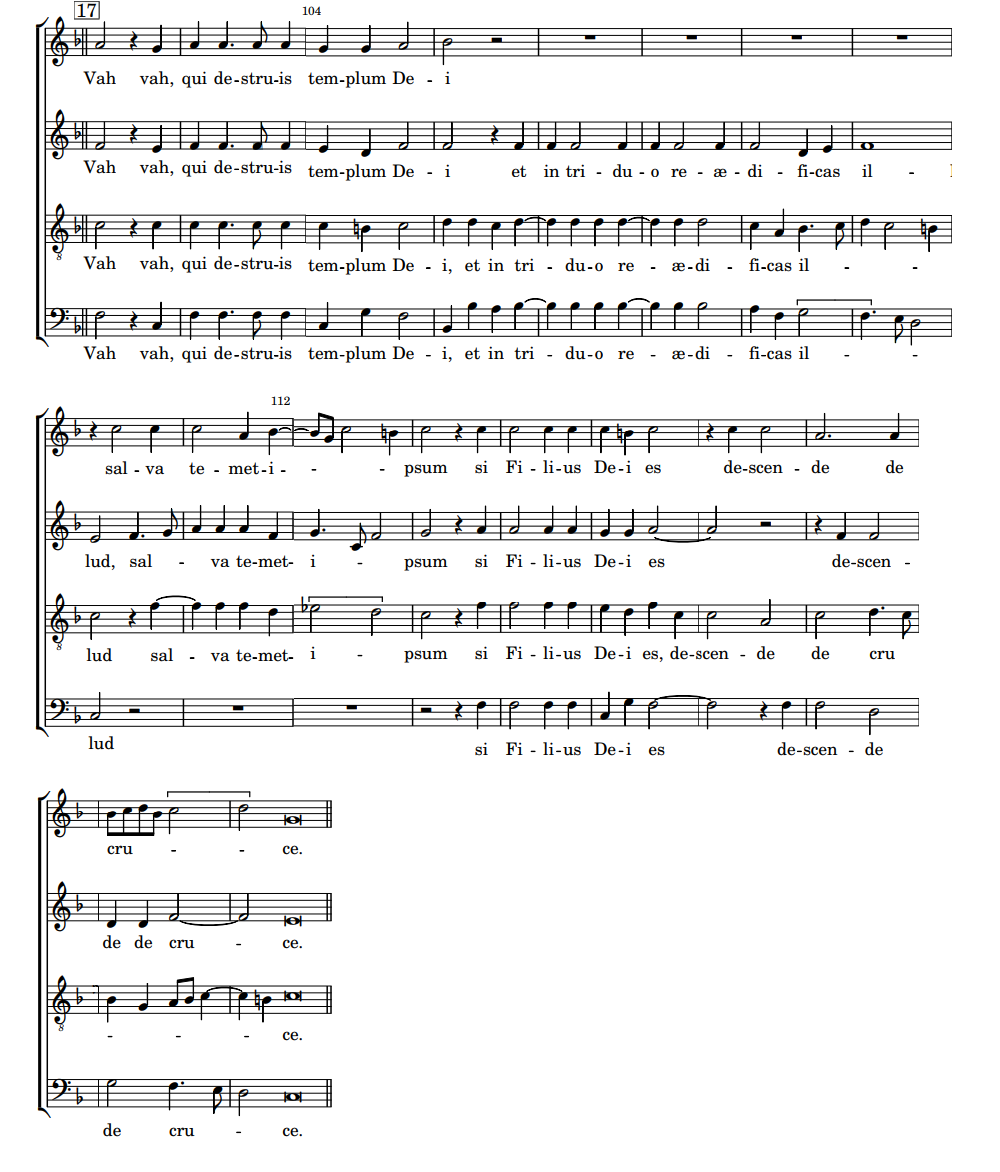 17
104
Vah vah, qui de-stru-is tem-plum De - i
Vah vah, qui de-stru-is tem-plum De - i et in tri - du - o re - æ - di - fi-cas il -
8
Vah vah, qui de-stru-is tem-plum De - i, et in tri - du-o re - æ-di - fi-cas il - -
Vah vah, qui de-stru-is tem-plum De - i, et in tri - du-o re - æ-di - fi-cas il - -
112
sal - va te - met-i - - - psum si Fi - li-us De-i es de-scen - de de
lud, sal - va te-met- i - psum si Fi - li-us De-i es de-scen -
8
lud sal - va te-met- i - psum si Fi - li-us De-i es, de-scen - de de cru
lud si Fi - li-us De-i es de-scen - de
cru - - ce.
de de cru - ce.
8
- - - ce.
de cru - ce.